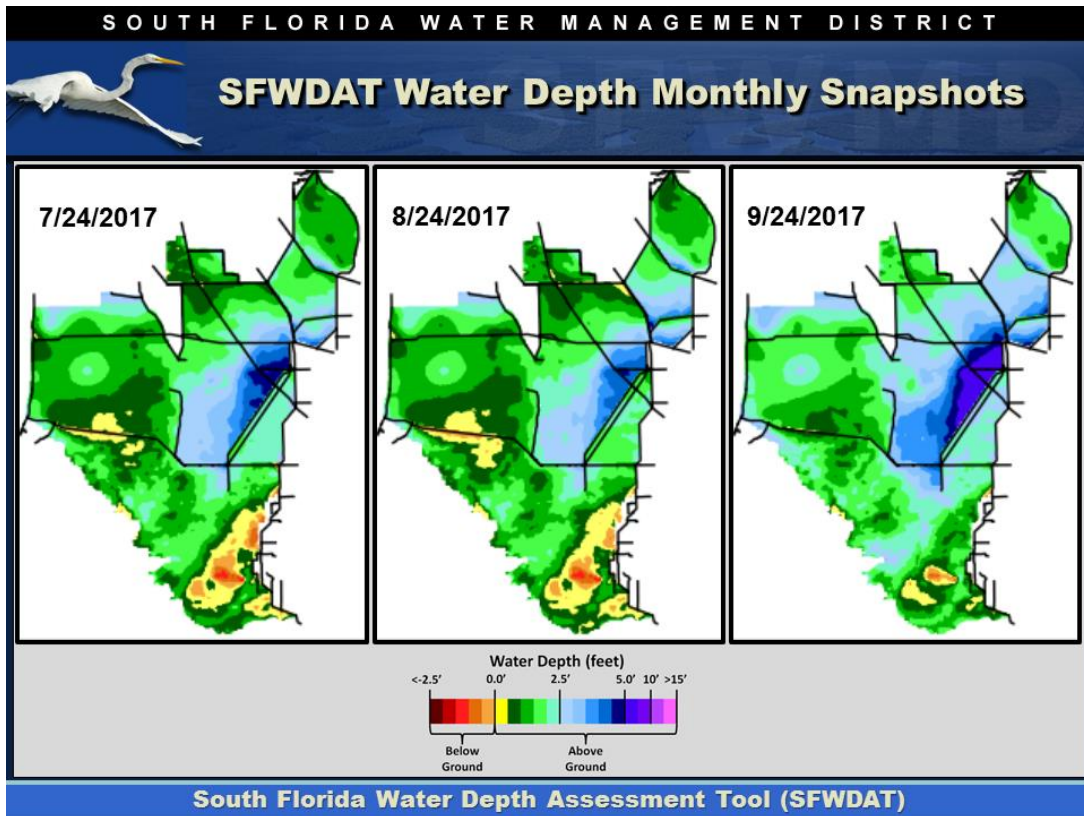 SOUTH FLORIDA WATER MANAGEMENT DISTRICT
SFWDAT Water Depth Monthly Snapshots
7/24/2017
8/24/2017
9/24/2017
Water Depth (feet)
<-2.5' 0.0' 2.5' 5.0' 10' >15'
Below Above
Ground Ground
South Florida Water Depth Assessment Tool (SFWDAT)